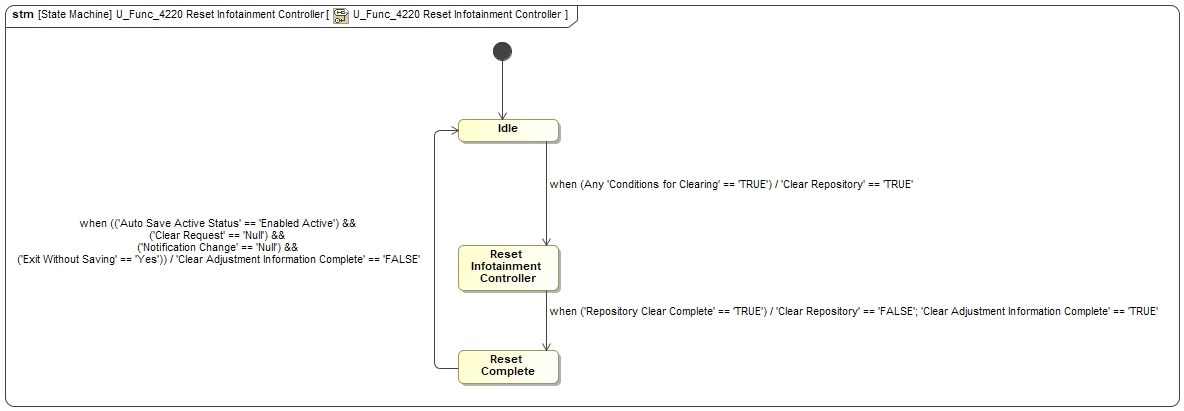 stm [State Machine] U_Func_4220 Reset Infotainment Controller [ U_Func_4220 Reset Infotainment Controller ]
Idle
when (Any 'Conditions for Clearing' == 'TRUE') / 'Clear Repository' == 'TRUE'
when (('Auto Save Active Status' == 'Enabled Active') &&
('Clear Request' == 'Null') &&
('Notification Change' == 'Null') &&
('Exit Without Saving' == 'Yes')) / 'Clear Adjustment Information Complete' == 'FALSE'
Reset
Infotainment
Controller
when ('Repository Clear Complete' == 'TRUE') / 'Clear Repository' == 'FALSE'; 'Clear Adjustment Information Complete' == 'TRUE'
Reset
Complete